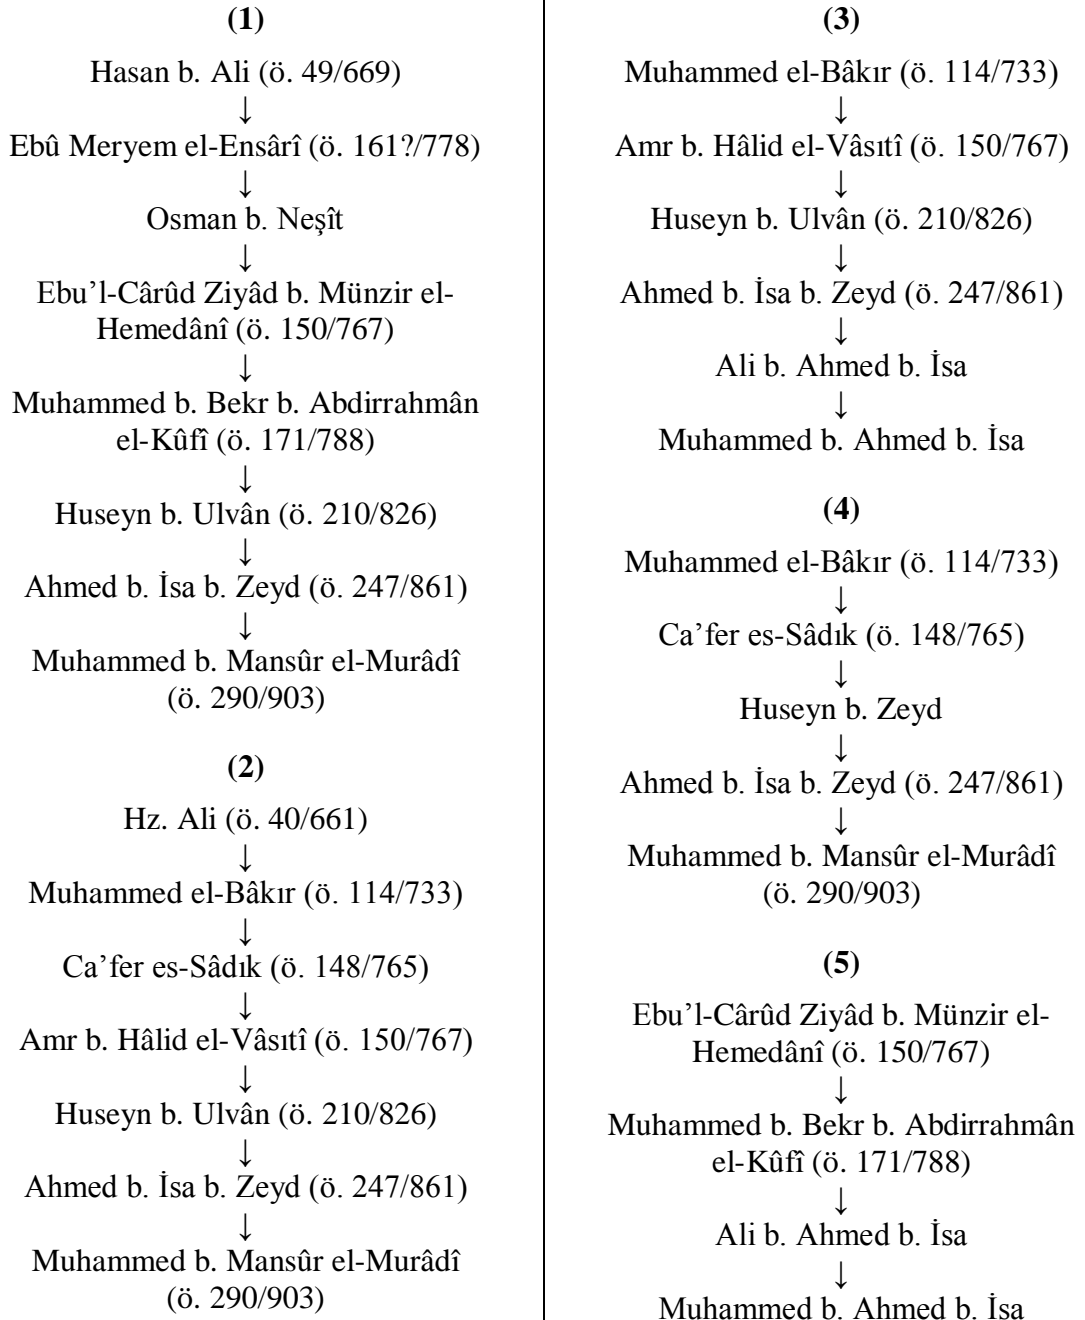 (1)
Hasan b. Ali (ö. 49/669)
↓
Ebû Meryem el-Ensârî (ö. 161?/778)
↓
Osman b. Neşît
↓
Ebu’l-Cârûd Ziyâd b. Münzir el-
Hemedânî (ö. 150/767)
↓
Muhammed b. Bekr b. Abdirrahmân
el-Kûfî (ö. 171/788)
↓
Huseyn b. Ulvân (ö. 210/826)
↓
Ahmed b. İsa b. Zeyd (ö. 247/861)
↓
Muhammed b. Mansûr el-Murâdî
(ö. 290/903)
(2)
Hz. Ali (ö. 40/661)
↓
Muhammed el-Bâkır (ö. 114/733)
↓
Ca’fer es-Sâdık (ö. 148/765)
↓
Amr b. Hâlid el-Vâsıtî (ö. 150/767)
↓
Huseyn b. Ulvân (ö. 210/826)
↓
Ahmed b. İsa b. Zeyd (ö. 247/861)
↓
Muhammed b. Mansûr el-Murâdî
(ö. 290/903)
(3)
Muhammed el-Bâkır (ö. 114/733)
↓
Amr b. Hâlid el-Vâsıtî (ö. 150/767)
↓
Huseyn b. Ulvân (ö. 210/826)
↓
Ahmed b. İsa b. Zeyd (ö. 247/861)
↓
Ali b. Ahmed b. İsa
↓
Muhammed b. Ahmed b. İsa
(4)
Muhammed el-Bâkır (ö. 114/733)
↓
Ca’fer es-Sâdık (ö. 148/765)
↓
Huseyn b. Zeyd
↓
Ahmed b. İsa b. Zeyd (ö. 247/861)
↓
Muhammed b. Mansûr el-Murâdî
(ö. 290/903)
(5)
Ebu’l-Cârûd Ziyâd b. Münzir el-
Hemedânî (ö. 150/767)
↓
Muhammed b. Bekr b. Abdirrahmân
el-Kûfî (ö. 171/788)
↓
Ali b. Ahmed b. İsa
↓
Muhammed b. Ahmed b. İsa